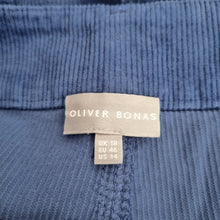 OLIVER BONAS
UK 18
EU 46
US 14